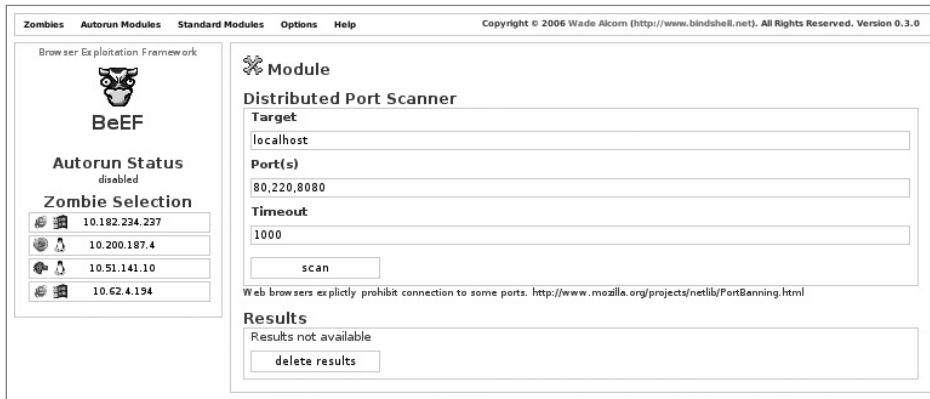 Zombies Autorun Modules Standard Modules Options Help Copyright © 2006 Wade Alcorn (http://www.bindshell.net). All Rights Reserved. Version 0.3.0
Browser Exploitation Framework
BeEF
Autorun Status
disabled
Zombie Selection
10.182.234.237
10.200.187.4
10.51.141.10
10.62.4.194
Module
Distributed Port Scanner
Target
localhost
Port(s)
80,220,8080
Timeout
1000
scan
Web browsers explictly prohibit connection to some ports. http://www.mozilla.org/projects/netlib/PortBanning.html
Results
Results not available
delete results